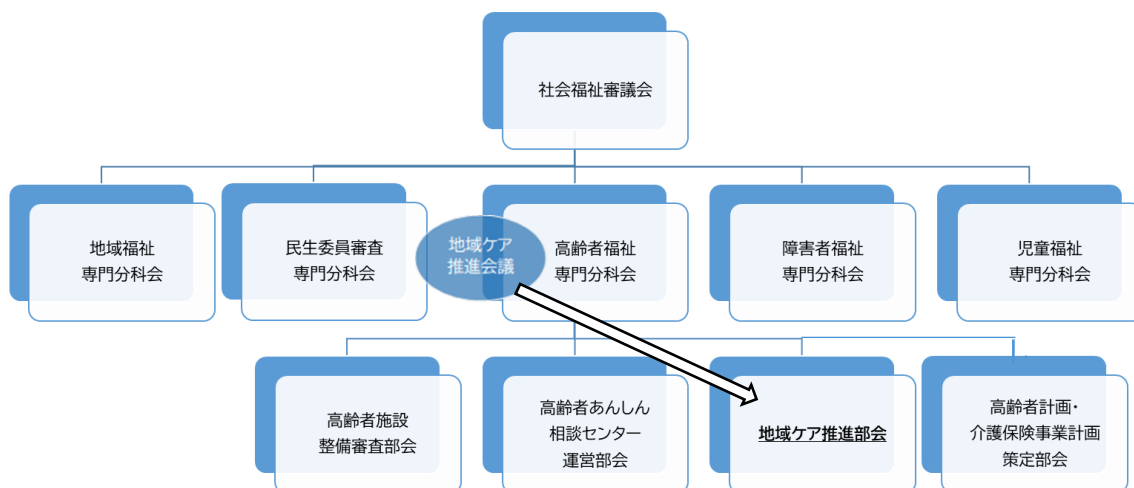 社会福祉審議会
地域福祉
専門分科会
民生委員審査
専門分科会
地域ケア
推進会議
高齢者福祉
専門分科会
障害者福祉
専門分科会
児童福祉
専門分科会
高齢者施設
整備審査部会
高齢者あんしん
相談センター
運営部会
地域ケア推進部会
高齢者計画・
介護保険事業計画
策定部会